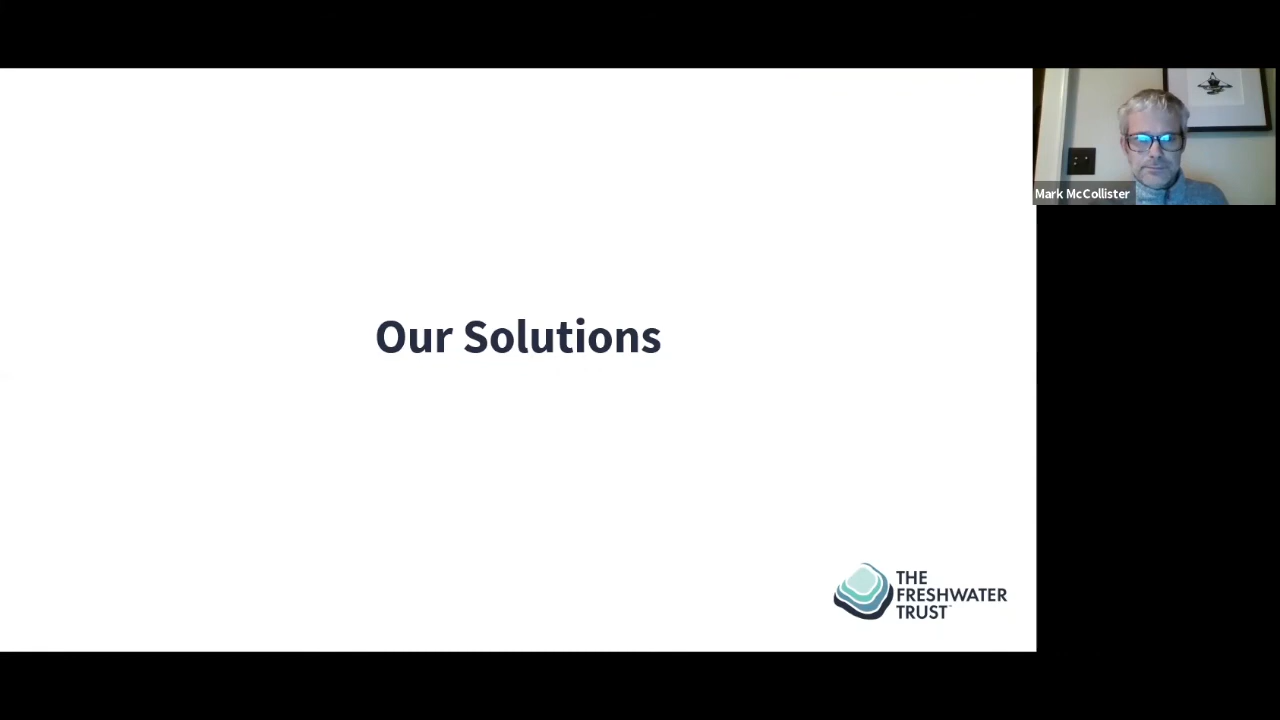 Mark McCollister
Our Solutions
THE
FRESHWATER
TRUST